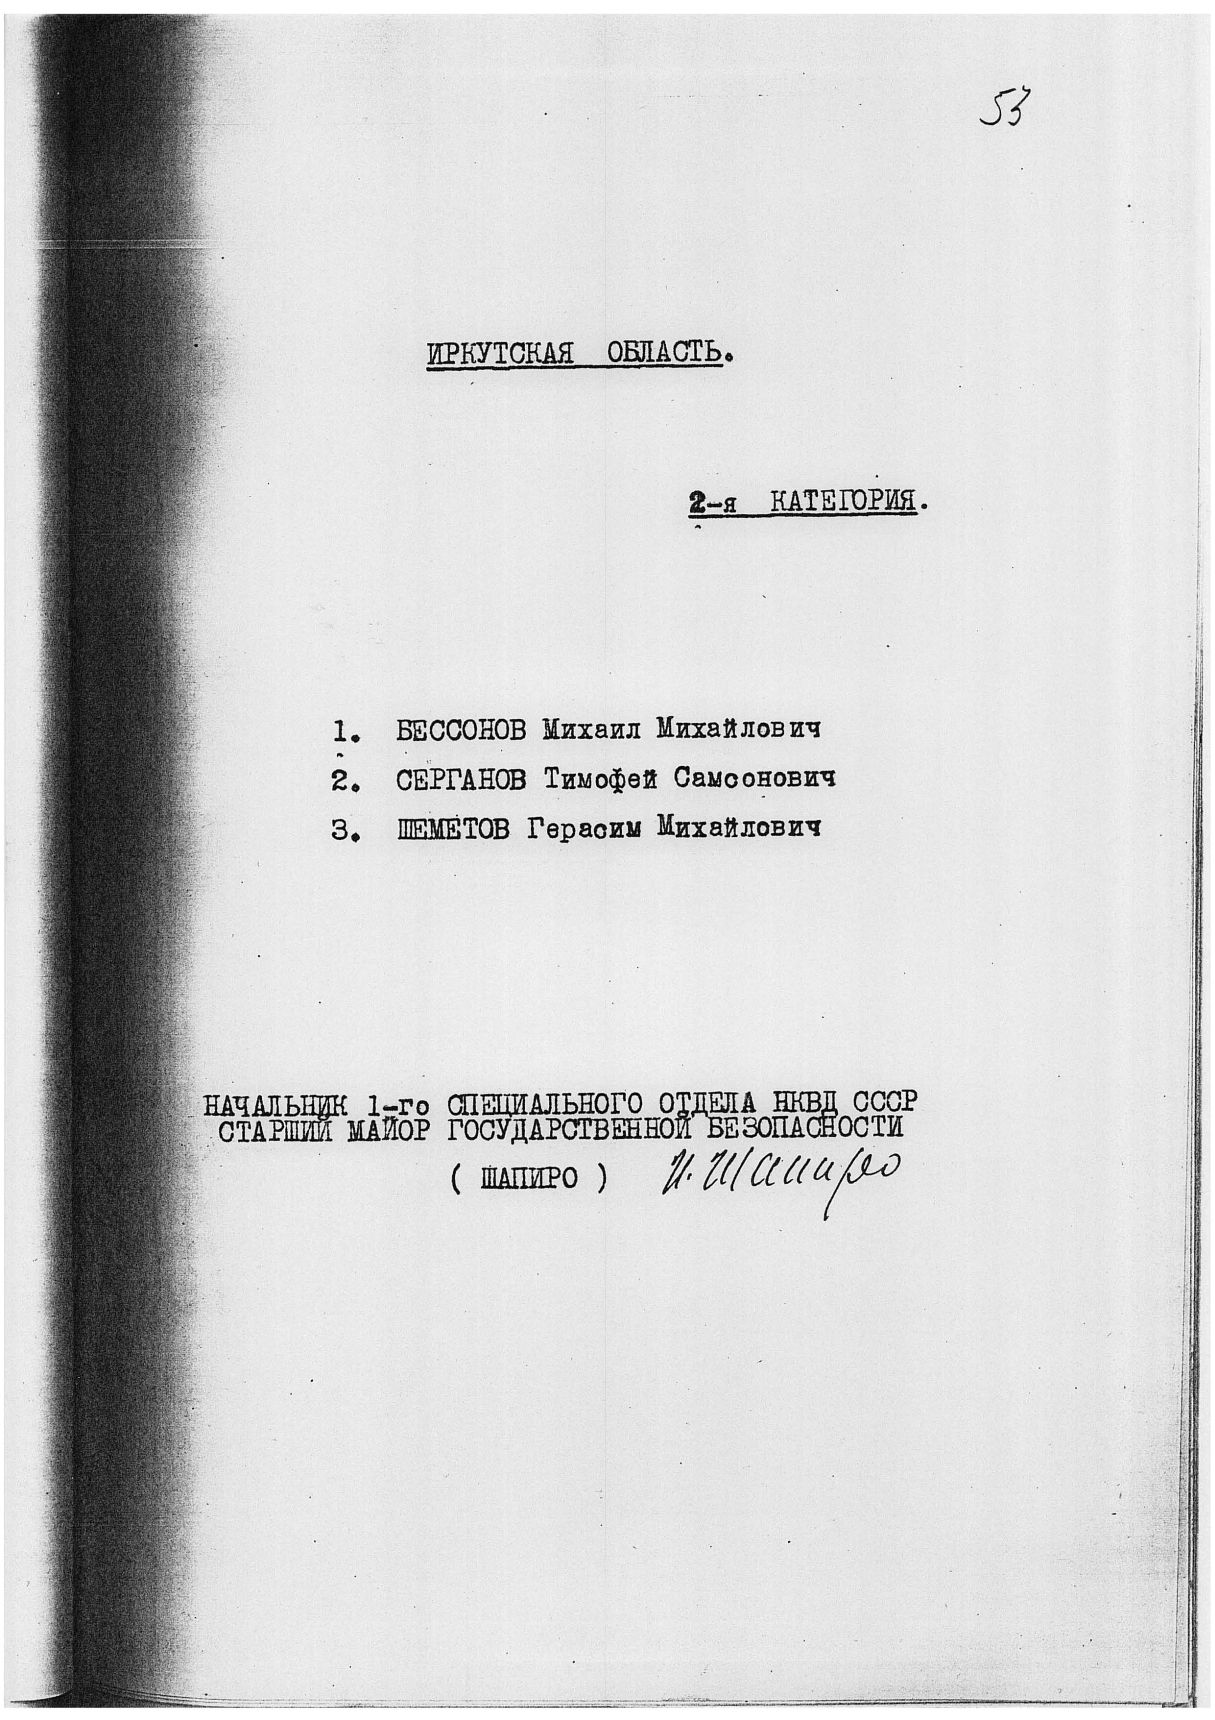 53
ИРКУТСКАЯ ОБЛАСТЬ.
2-я КАТЕГОРИЯ.
1. БЕССОНОВ Михаил Михайлович
2. СЕРГАНОВ Тимофей Самсонович
3. ШЕМЕТОВ Герасим Михайлович
НАЧАЛЬНИК 1-го СПЕЦИАЛЬНОГО ОТДЕЛА НКВД СССР
СТАРШИЙ МАЙОР ГОСУДАРСТВЕННОЙ БЕЗОПАСНОСТИ
( ШАПИРО ) И. Шапиро